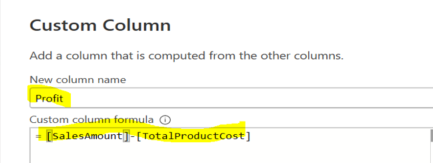 Custom Column
Add a column that is computed from the other columns.
New column name
Profit
Custom column formula
= [SalesAmount]-[TotalProductCost]